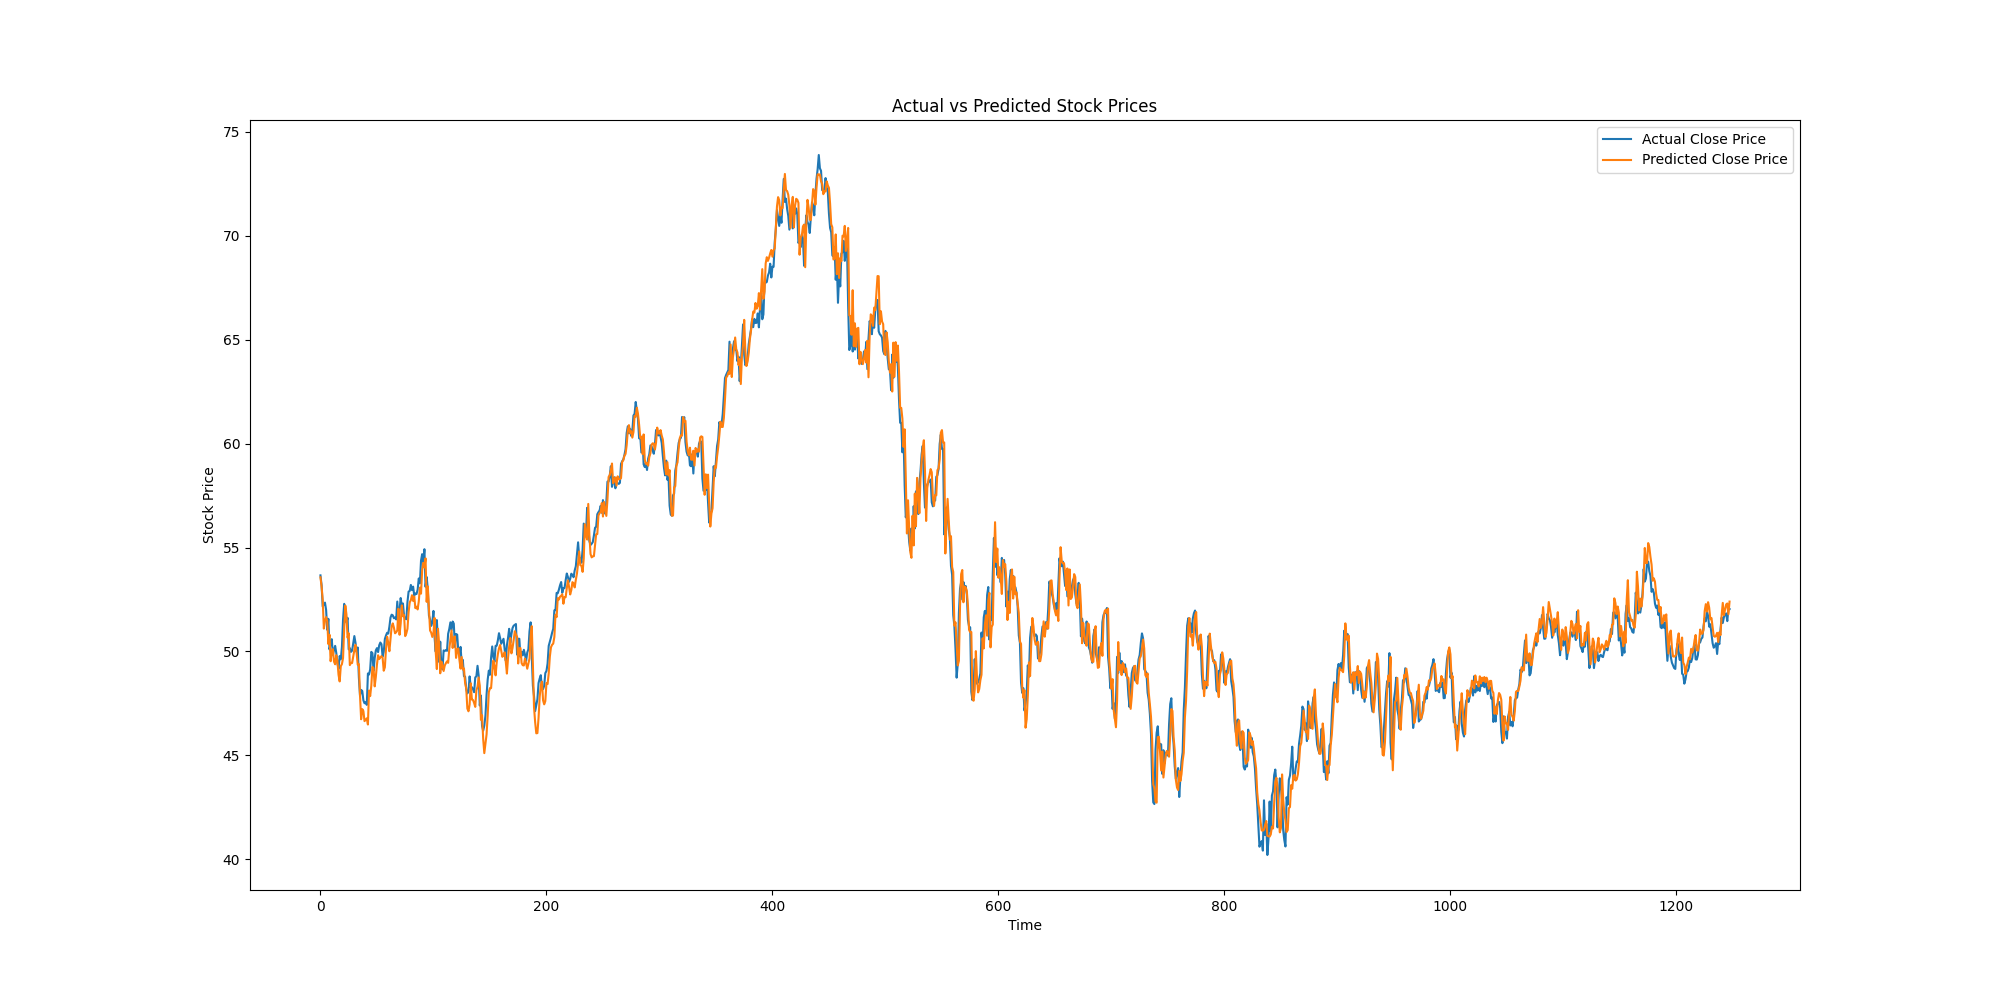 Actual vs Predicted Stock Prices
Actual Close Price
Predicted Close Price
75
70
65
60
55
50
45
40
Stock Price
0 200 400 600 800 1000 1200
Time